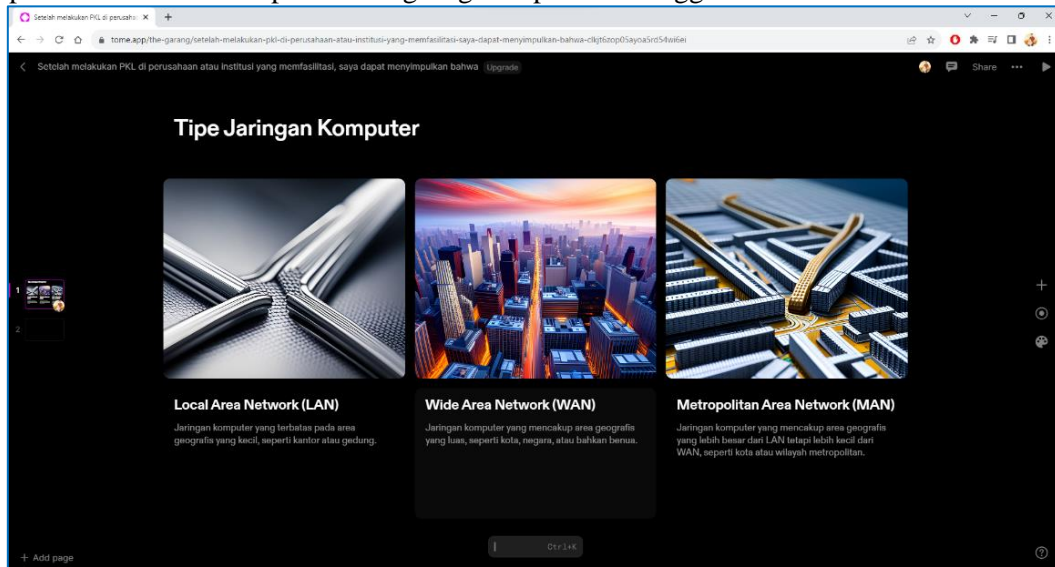 Setelah melakukan PKL di perusah
tome.app/the-garang/setelah-melakukan-pkl-di-perusahaan-atau-institusi-yang-memfasilitasi-saya-dapat-menyimpulkan-bahwa-
Setelah melakukan PKL di perusahaan atau institusi yang memfasilitasi, saya dapat menyimpulkan bahwa Upgrade
Share
Tipe Jaringan Komputer
1
2
Local Area Network (LAN)
Jaringan komputer yang terbatas pada area
geografis yang kecil, seperti kantor atau gedung.
Wide Area Network (WAN)
Jaringan komputer yang mencakup area geografis
yang luas, seperti kota, negara, atau bahkan benua.
Metropolitan Area Network (MAN)
Jaringan komputer yang mencakup area geografis
yang lebih besar dari LAN tetapi lebih kecil dari
WAN, seperti kota atau wilayah metropolitan.
Ctrl+K
+ Add page